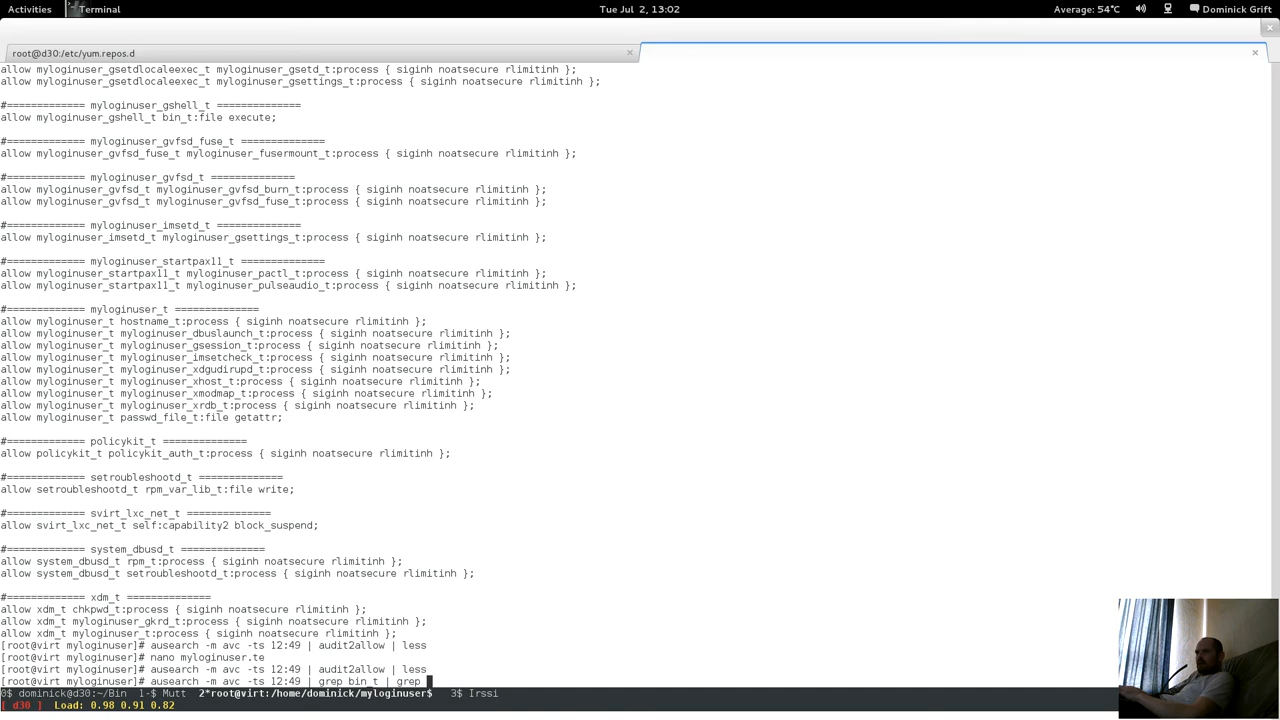 Activities Terminal Tue Jul 2, 13:02 Average: 54°C Dominick Grift
root@d30:/etc/yum.repos.d
allow myloginuser_gsetdlocaleexec_t myloginuser_gsetd_t:process { siginh noatsecure rlimitinh };
allow myloginuser_gsetdlocaleexec_t myloginuser_gsettings_t:process { siginh noatsecure rlimitinh };
#============= myloginuser_gshell_t ==============
allow myloginuser_gshell_t bin_t:file execute;
#============= myloginuser_gvfsd_fuse_t ==============
allow myloginuser_gvfsd_fuse_t myloginuser_fusermount_t:process { siginh noatsecure rlimitinh };
#============= myloginuser_gvfsd_t ==============
allow myloginuser_gvfsd_t myloginuser_gvfsd_burn_t:process { siginh noatsecure rlimitinh };
allow myloginuser_gvfsd_t myloginuser_gvfsd_fuse_t:process { siginh noatsecure rlimitinh };
#============= myloginuser_imsetd_t ==============
allow myloginuser_imsetd_t myloginuser_gsettings_t:process { siginh noatsecure rlimitinh };
#============= myloginuser_startpax11_t ==============
allow myloginuser_startpax11_t myloginuser_pactl_t:process { siginh noatsecure rlimitinh };
allow myloginuser_startpax11_t myloginuser_pulseaudio_t:process { siginh noatsecure rlimitinh };
#============= myloginuser_t ==============
allow myloginuser_t hostname_t:process { siginh noatsecure rlimitinh };
allow myloginuser_t myloginuser_dbuslaunch_t:process { siginh noatsecure rlimitinh };
allow myloginuser_t myloginuser_gsession_t:process { siginh noatsecure rlimitinh };
allow myloginuser_t myloginuser_imsetcheck_t:process { siginh noatsecure rlimitinh };
allow myloginuser_t myloginuser_xdgudirupd_t:process { siginh noatsecure rlimitinh };
allow myloginuser_t myloginuser_xhost_t:process { siginh noatsecure rlimitinh };
allow myloginuser_t myloginuser_xmodmap_t:process { siginh noatsecure rlimitinh };
allow myloginuser_t myloginuser_xrdb_t:process { siginh noatsecure rlimitinh };
allow myloginuser_t passwd_file_t:file getattr;
#============= policykit_t ==============
allow policykit_t policykit_auth_t:process { siginh noatsecure rlimitinh };
#============= setroubleshootd_t ==============
allow setroubleshootd_t rpm_var_lib_t:file write;
#============= svirt_lxc_net_t ==============
allow svirt_lxc_net_t self:capability2 block_suspend;
#============= system_dbusd_t ==============
allow system_dbusd_t rpm_t:process { siginh noatsecure rlimitinh };
allow system_dbusd_t setroubleshootd_t:process { siginh noatsecure rlimitinh };
#============= xdm_t ==============
allow xdm_t chkpwd_t:process { siginh noatsecure rlimitinh };
allow xdm_t myloginuser_gkrd_t:process { siginh noatsecure rlimitinh };
allow xdm_t myloginuser_t:process { siginh noatsecure rlimitinh };
[root@virt myloginuser]# ausearch -m avc -ts 12:49 | audit2allow | less
[root@virt myloginuser]# nano myloginuser.te
[root@virt myloginuser]# ausearch -m avc -ts 12:49 | audit2allow | less
[root@virt myloginuser]# ausearch -m avc -ts 12:49 | grep bin_t | grep
0$ dominick@d30:~/Bin 1-$ Mutt 2*root@virt:/home/dominick/myloginuser$ 3$ Irssi
[ d30 ] Load: 0.98 0.91 0.82